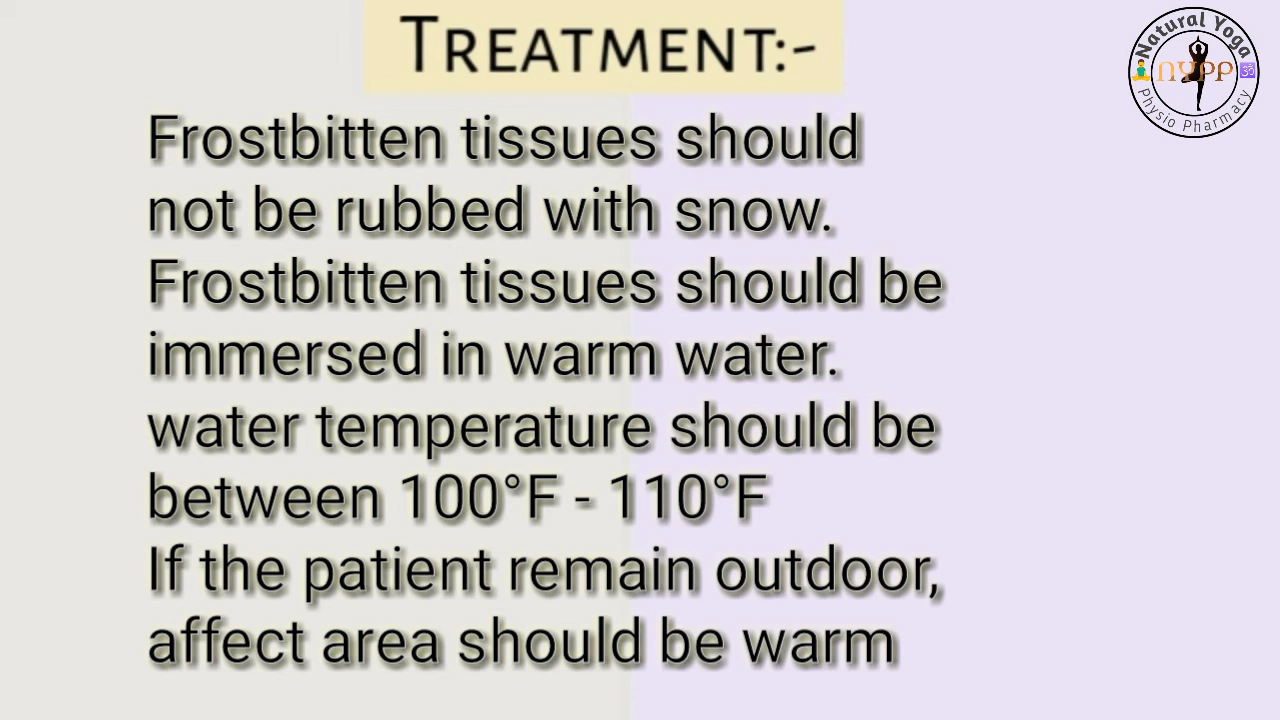 TREATMENT:-
Natural Yoga
NYPP
ॐ
Physio Pharmacy
Frostbitten tissues should
not be rubbed with snow.
Frostbitten tissues should be
immersed in warm water.
water temperature should be
between 100°F - 110°F
If the patient remain outdoor,
affect area should be warm